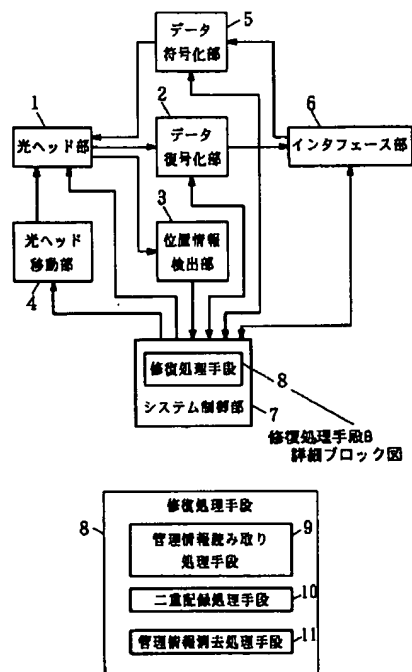 データ
符号化部
5
1
光ヘッド部
2
データ
復号化部
6
インタフェース部
3
位置情報
検出部
光ヘッド
移動部
4
修復処理手段
8
システム制御部
7
修復処理手段8
詳細ブロック図
8
修復処理手段
管理情報読み取り
処理手段
9
二重記録処理手段
10
管理情報消去処理手段
11